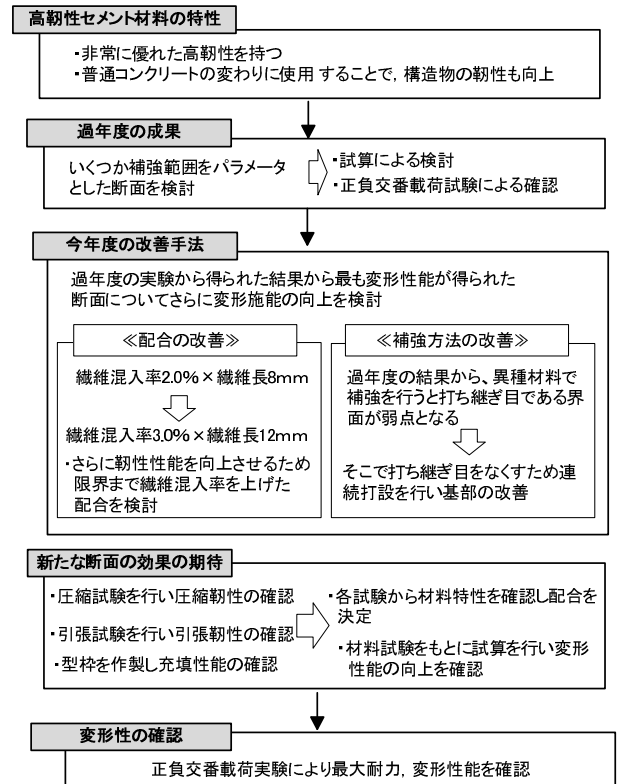 高靭性セメント材料の特性
・非常に優れた高靭性を持つ
・普通コンクリートの変わりに使用 することで，構造物の靭性も向上
過年度の成果
いくつか補強範囲をパラメータ
とした断面を検討
・試算による検討
・正負交番載荷試験による確認
今年度の改善手法
過年度の実験から得られた結果から最も変形性能が得られた
断面についてさらに変形施能の向上を検討
≪配合の改善≫
繊維混入率2.0%×繊維長8mm
繊維混入率3.0%×繊維長12mm
・さらに靭性性能を向上させるため
限界まで繊維混入率を上げた
配合を検討
≪補強方法の改善≫
過年度の結果から、異種材料で
補強を行うと打ち継ぎ目である界
面が弱点となる
そこで打ち継ぎ目をなくすため連
続打設を行い基部の改善
新たな断面の効果の期待
・圧縮試験を行い圧縮靭性の確認
・引張試験を行い引張靭性の確認
・型枠を作製し充填性能の確認
・各試験から材料特性を確認し配合を
決定
・材料試験をもとに試算を行い変形
性能の向上を確認
変形性の確認
正負交番載荷実験により最大耐力，変形性能を確認